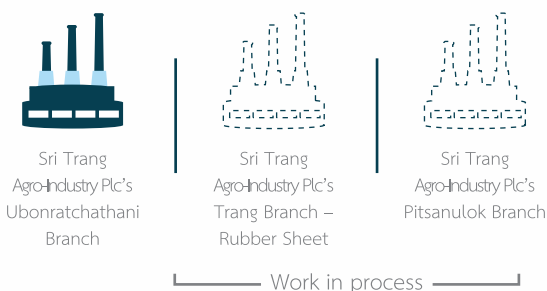 Sri Trang
Agro-Industry Plc's
Ubonratchathani
Branch
Sri Trang
Agro-Industry Plc's
Trang Branch –
Rubber Sheet
Sri Trang
Agro-Industry Plc's
Pitsanulok Branch
Work in process